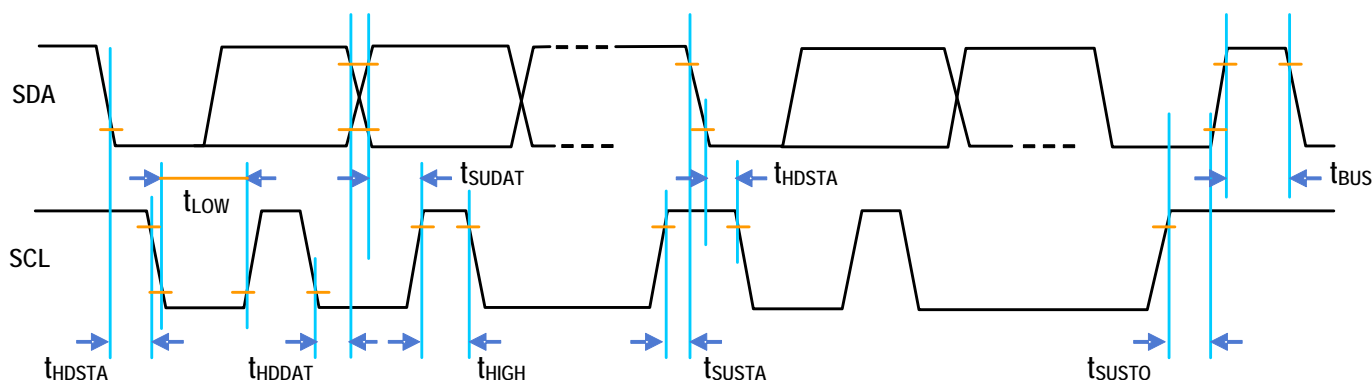 SDA
tSUDAT
tHDSTA
tBUS
tLOW
SCL
tHDSTA
tHDDAT
tHIGH
tSUSTA
tSUSTO